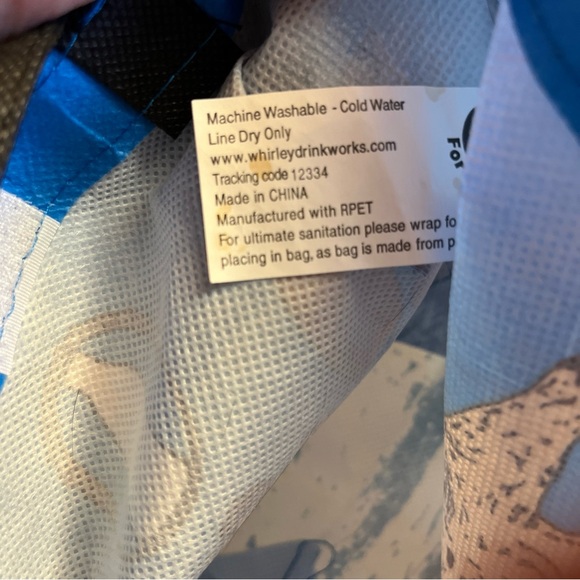 Machine Washable - Cold Water
Line Dry Only
www.whirleydrinkworks.com
Tracking code 12334
Made in CHINA
Manufactured with RPET
For ultimate sanitation please wrap fo
placing in bag, as bag is made from p
For